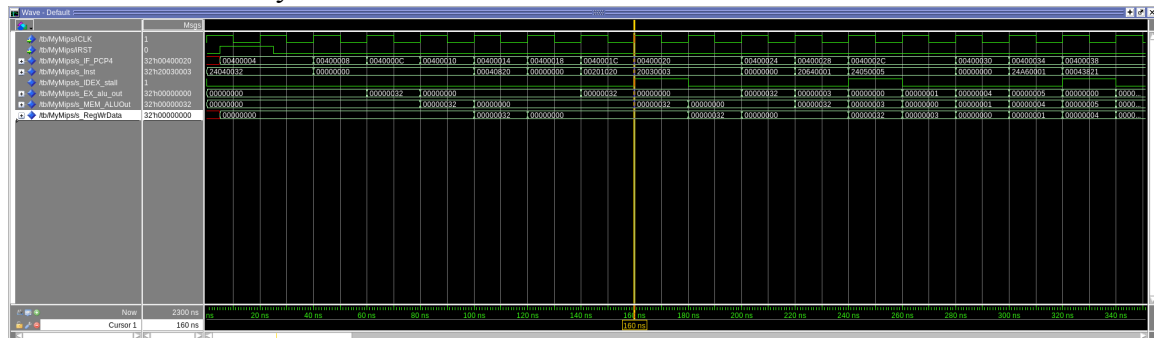 Wave - Default
Msgs
/tb/MyMips/iCLK 1
/tb/MyMips/iRST 0
/tb/MyMips/s_IF_PCP4 32'h00400020 00400004 00400008 0040000C 00400010 00400014 00400018 0040001C 00400020 00400024 00400028 0040002C 00400030 00400034 00400038
/tb/MyMips/s_Inst 32'h20030003 24040032 00000000 00040820 00000000 00201020 20030003 00000000 20640001 24050005 00000000 24A60001 00043821
/tb/MyMips/s_IDEX_stall 1
/tb/MyMips/s_EX_alu_out 32'h00000000 00000000 00000032 00000000 00000032 00000000 00000032 00000003 00000000 00000001 00000004 00000005 00000000 0000...
/tb/MyMips/s_MEM_ALUOut 32'h00000032 00000000 00000032 00000000 00000032 00000000 00000032 00000003 00000000 00000001 00000004 00000005 0000...
/tb/MyMips/s_RegWrData 32'h00000000 00000000 00000032 00000000 00000032 00000000 00000032 00000003 00000000 00000001 00000004 0000...
Now 2300 ns ns 20 ns 40 ns 60 ns 80 ns 100 ns 120 ns 140 ns 160 ns 180 ns 200 ns 220 ns 240 ns 260 ns 280 ns 300 ns 320 ns 340 ns
Cursor 1 160 ns 160 ns